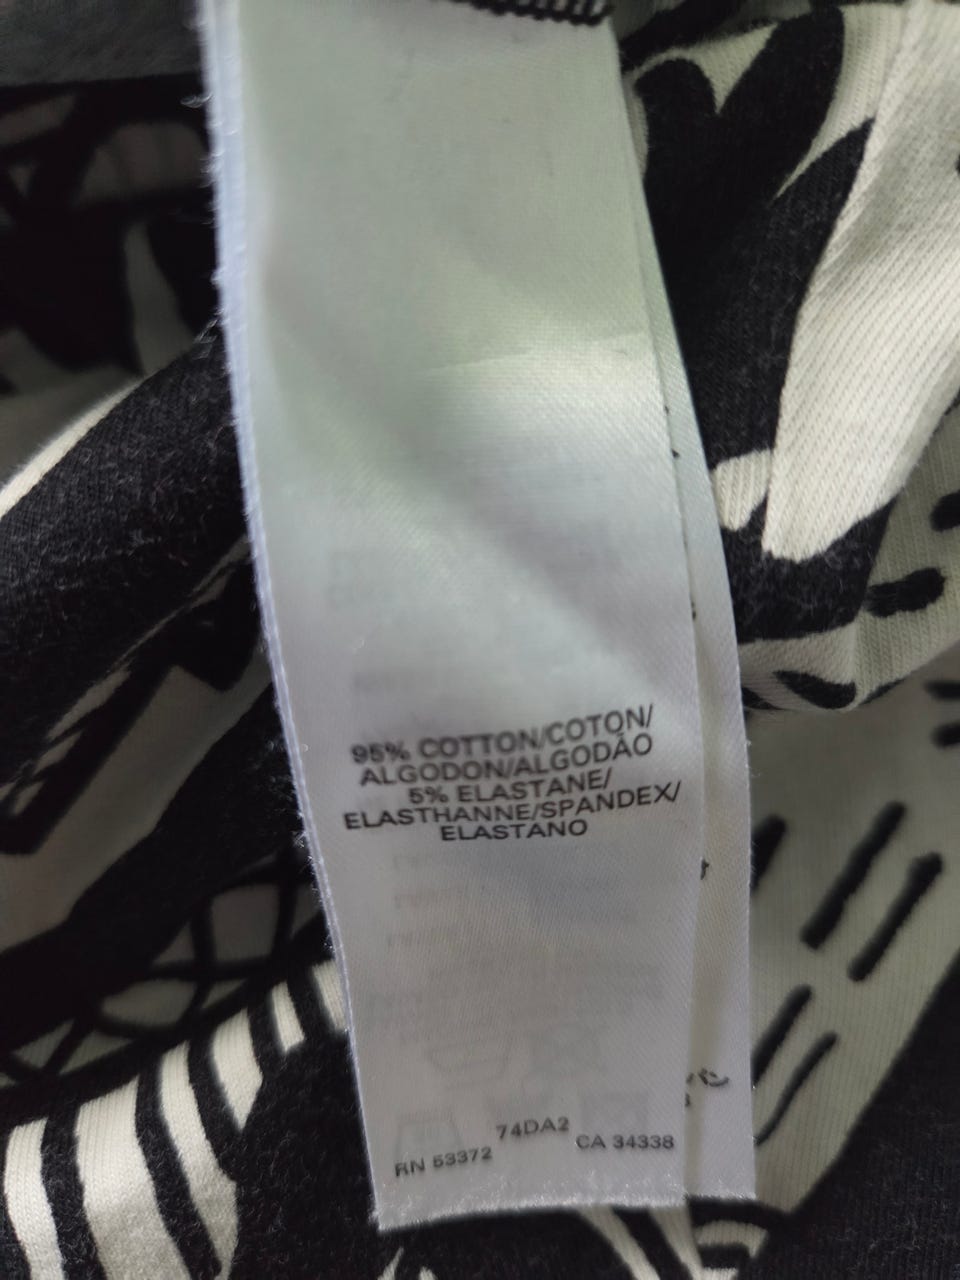 95% COTTON/COTON/
ALGODON/ALGODÃO
5% ELASTANE/
ELASTHANNE/SPANDEX/
ELASTANO
74DA2
RN 53372
CA 34338